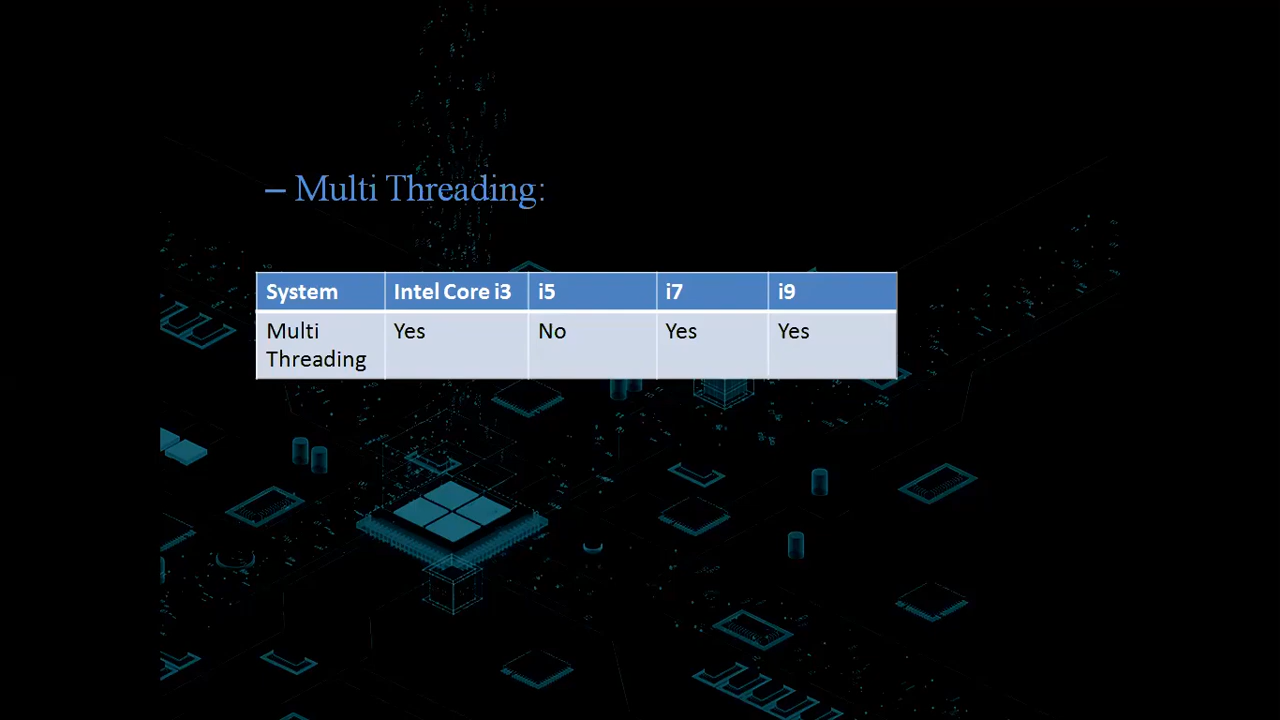 – Multi Threading:
System Intel Core i3 i5 i7 i9
Multi Threading Yes No Yes Yes